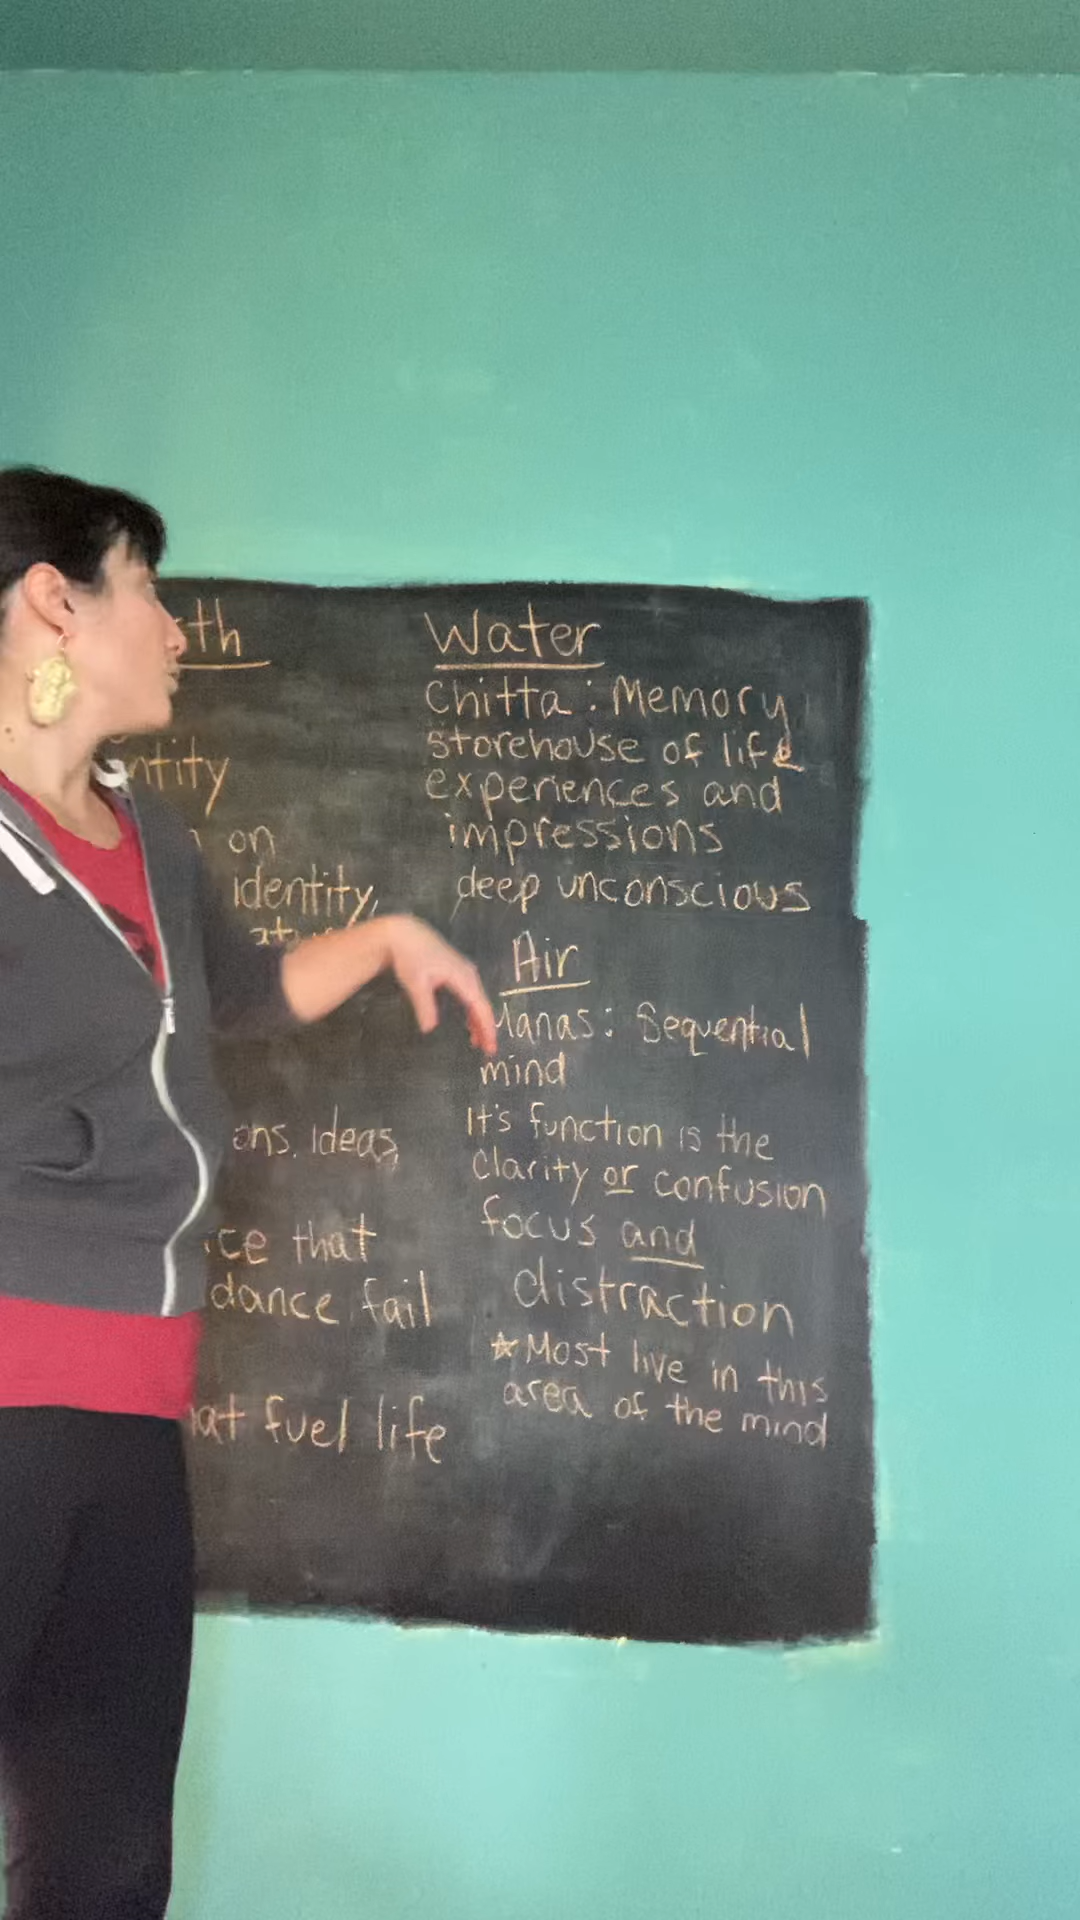 ntity
on
identity,
ans, ideas,
ice that
dance, fail
at fuel life
Water
Chitta: Memory
storehouse of life
experiences and
impressions
deep unconscious
Air
Manas: Sequential
mind
It's function is the
clarity or confusion
focus and
distraction
*Most live in this
area of the mind